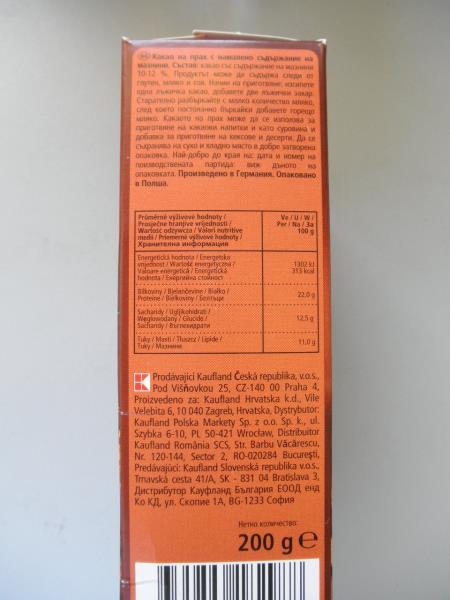 BG Какао на прах с намалено съдържание на
мазнини. Състав: какао със съдържание на мазнини
10-12 %. Продуктът може да съдържа следи от
глутен, мляко и соя. Начин на приготвяне: изсипете
една лъжичка какао, добавете две лъжички захар.
Старателно разбъркайте с малко количество мляко,
след което постоянно бъркайки добавете горещо
мляко. Какаото на прах може да се използва за
приготвяне на какаови напитки и като суровина и
добавка за приготвяне на кексове и десерти. Да се
съхранява на сухо и хладно място в добре затворена
опаковка. Най-добро до края на: дата и номер на
производствената партида: виж дъното на
опаковката. Произведено в Германия. Опаковано
в Полша.
Průměrné výživové hodnoty /
Prosječne hranjive vrijednosti /
Wartość odżywcza / Valori nutritive
medii / Priemerné výživové hodnoty /
Хранителна информация
Ve / U / W /
Per / Na / За
100 g
Energetická hodnota / Energetska
vrijednost / Wartość energetyczna /
Valoare energetică / Energetická
hodnota / Енергийна стойност
1302 kJ
313 kcal
Bílkoviny / Bjelančevine / Białko /
Proteine / Bielkoviny / Белтъци
22,0 g
Sacharidy / Ugljikohidrati /
Węglowodany / Glucide /
Sacharidy / Въглехидрати
12,5 g
Tuky / Masti / Tłuszcz / Lipide /
Tuky / Мазнини
11,0 g
Prodávající Kaufland Česká republika, v.o.s.,
Pod Višňovkou 25, CZ-140 00 Praha 4,
Proizvedeno za: Kaufland Hrvatska k.d., Vile
Velebita 6, 10 040 Zagreb, Hrvatska, Dystrybutor:
Kaufland Polska Markety Sp. z o.o. Sp. k., ul.
Szybka 6-10, PL 50-421 Wrocław, Distribuitor
Kaufland România SCS, Str. Barbu Văcărescu,
Nr. 120-144, Sector 2, RO-020284 Bucureşti,
Predávajúci: Kaufland Slovenská republika v.o.s.,
Trnavská cesta 41/A, SK - 831 04 Bratislava 3,
Дистрибутор Кауфланд България ЕООД енд
Ко КД, ул. Скопие 1А, BG-1233 София
Нетно количество:
200 g e